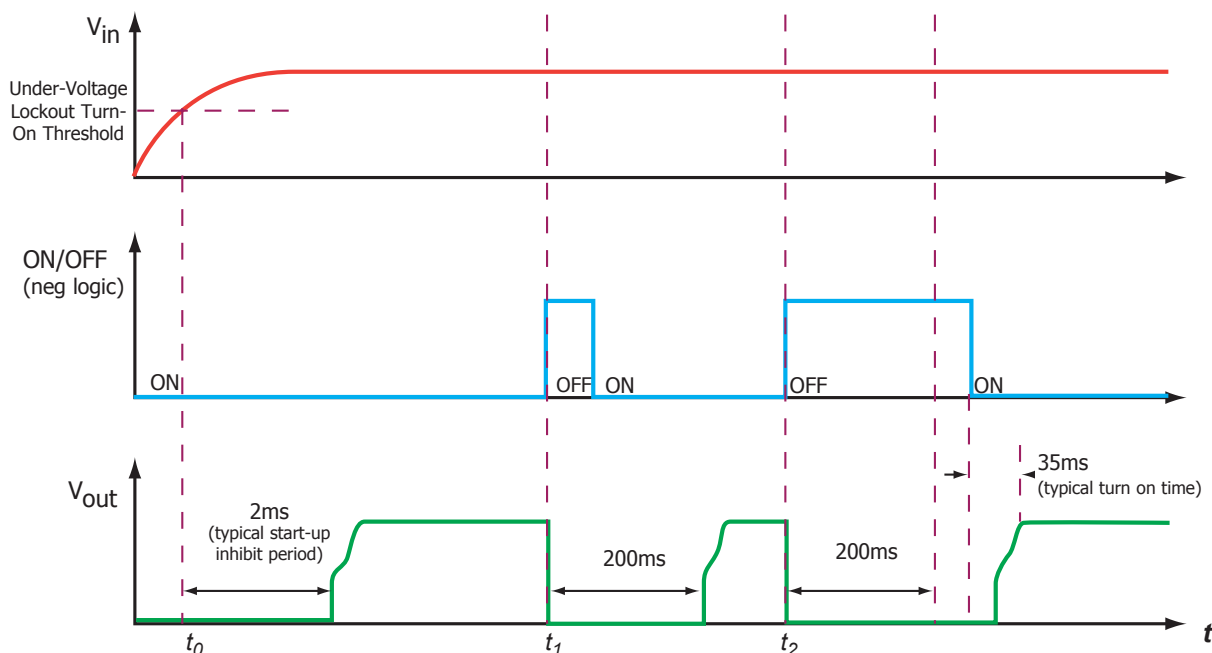 Vin
Under-Voltage
Lockout Turn-
On Threshold
ON/OFF
(neg logic)
ON
OFF
ON
OFF
ON
Vout
2ms
(typical start-up
inhibit period)
200ms
200ms
35ms
(typical turn on time)
t0
t1
t2
t